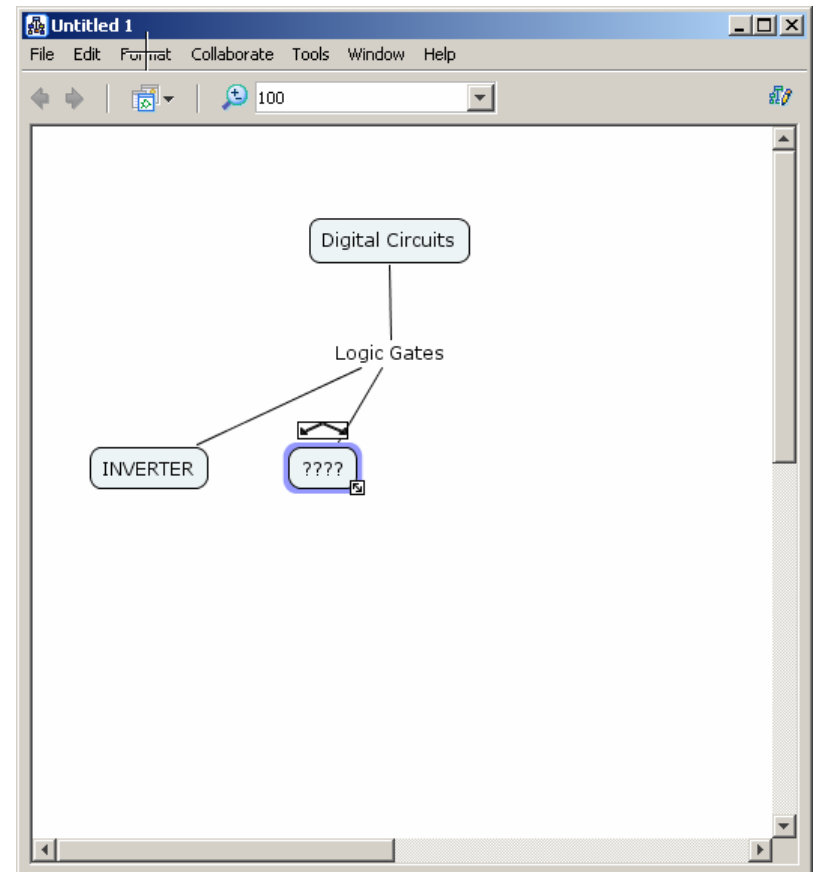 Untitled 1
File Edit Format Collaborate Tools Window Help
100
Digital Circuits
Logic Gates
INVERTER ????